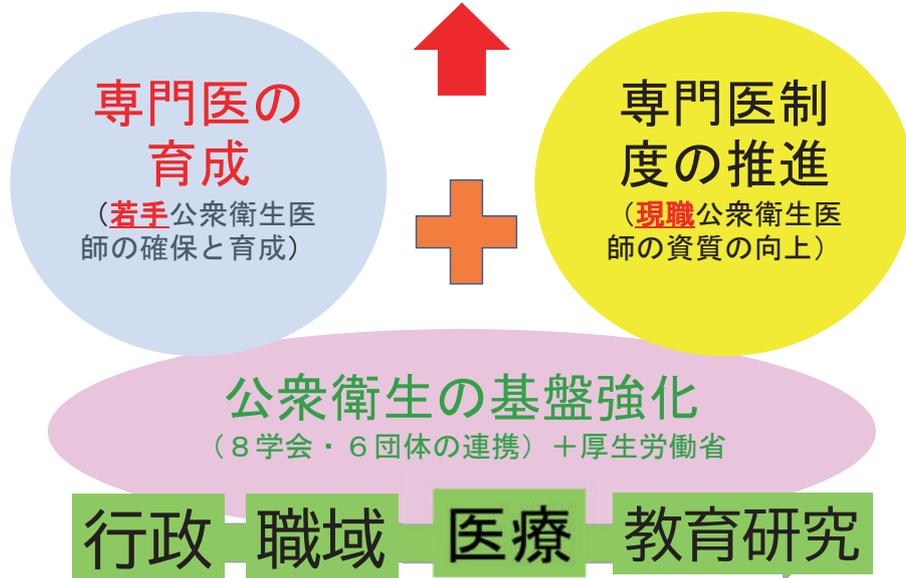 専門医の
育成
（若手公衆衛生医
師の確保と育成）
専門医制
度の推進
（現職公衆衛生医
師の資質の向上）
公衆衛生の基盤強化
（８学会・６団体の連携）＋厚生労働省
行政
職域
医療
教育研究